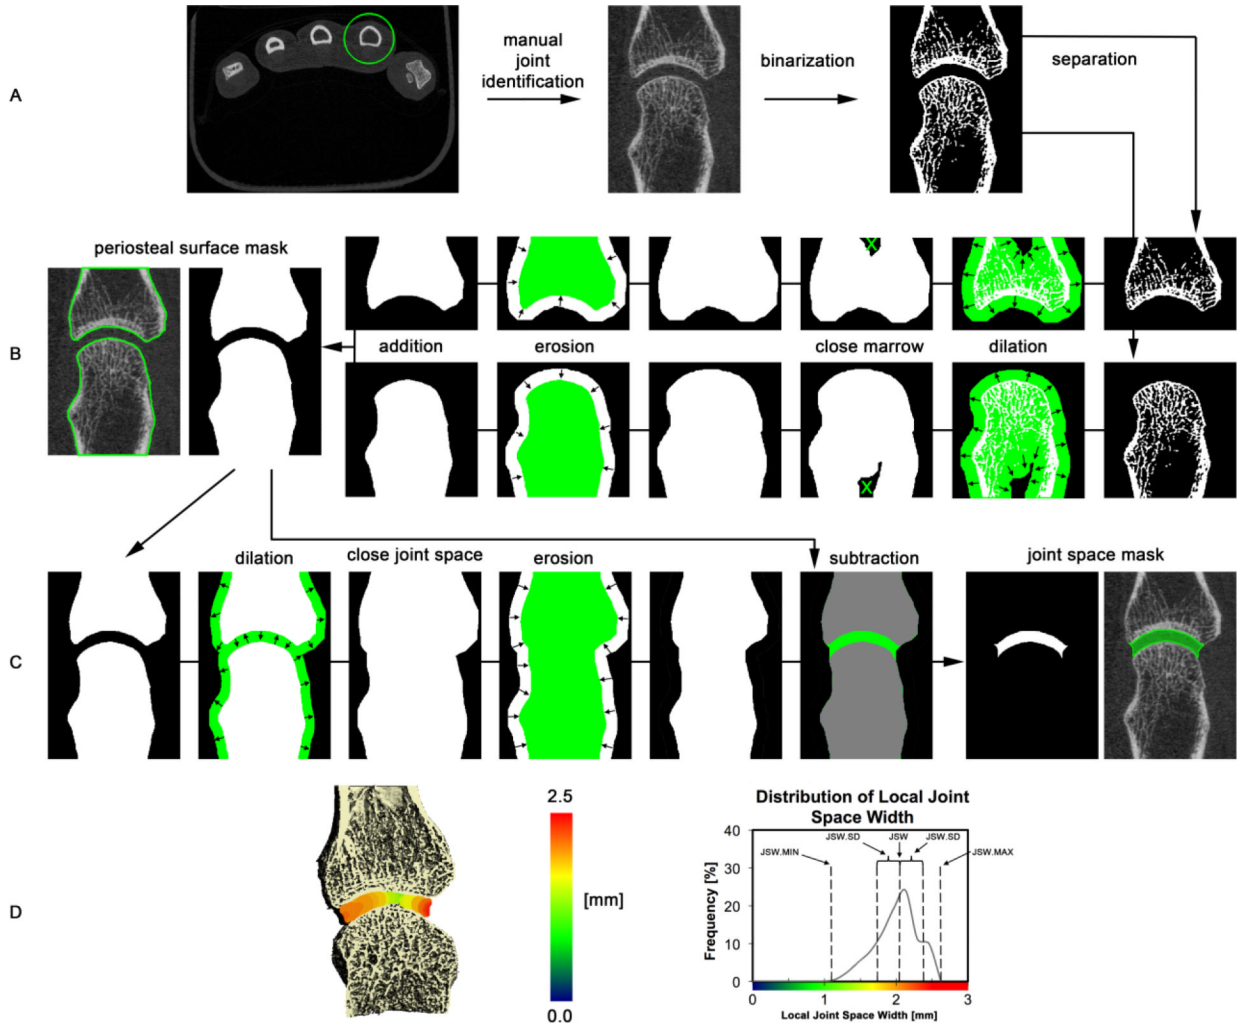 A
manual
joint
identification
binarization
separation
periosteal surface mask
B
addition
erosion
close marrow
dilation
X
X
dilation
close joint space
erosion
subtraction
joint space mask
C
D
2.5
[mm]
0.0
Distribution of Local Joint
Space Width
JSW.SD
JSW
JSW.SD
JSW.MIN
JSW.MAX
Frequency [%]
40
30
20
10
0
0
1
2
3
Local Joint Space Width [mm]